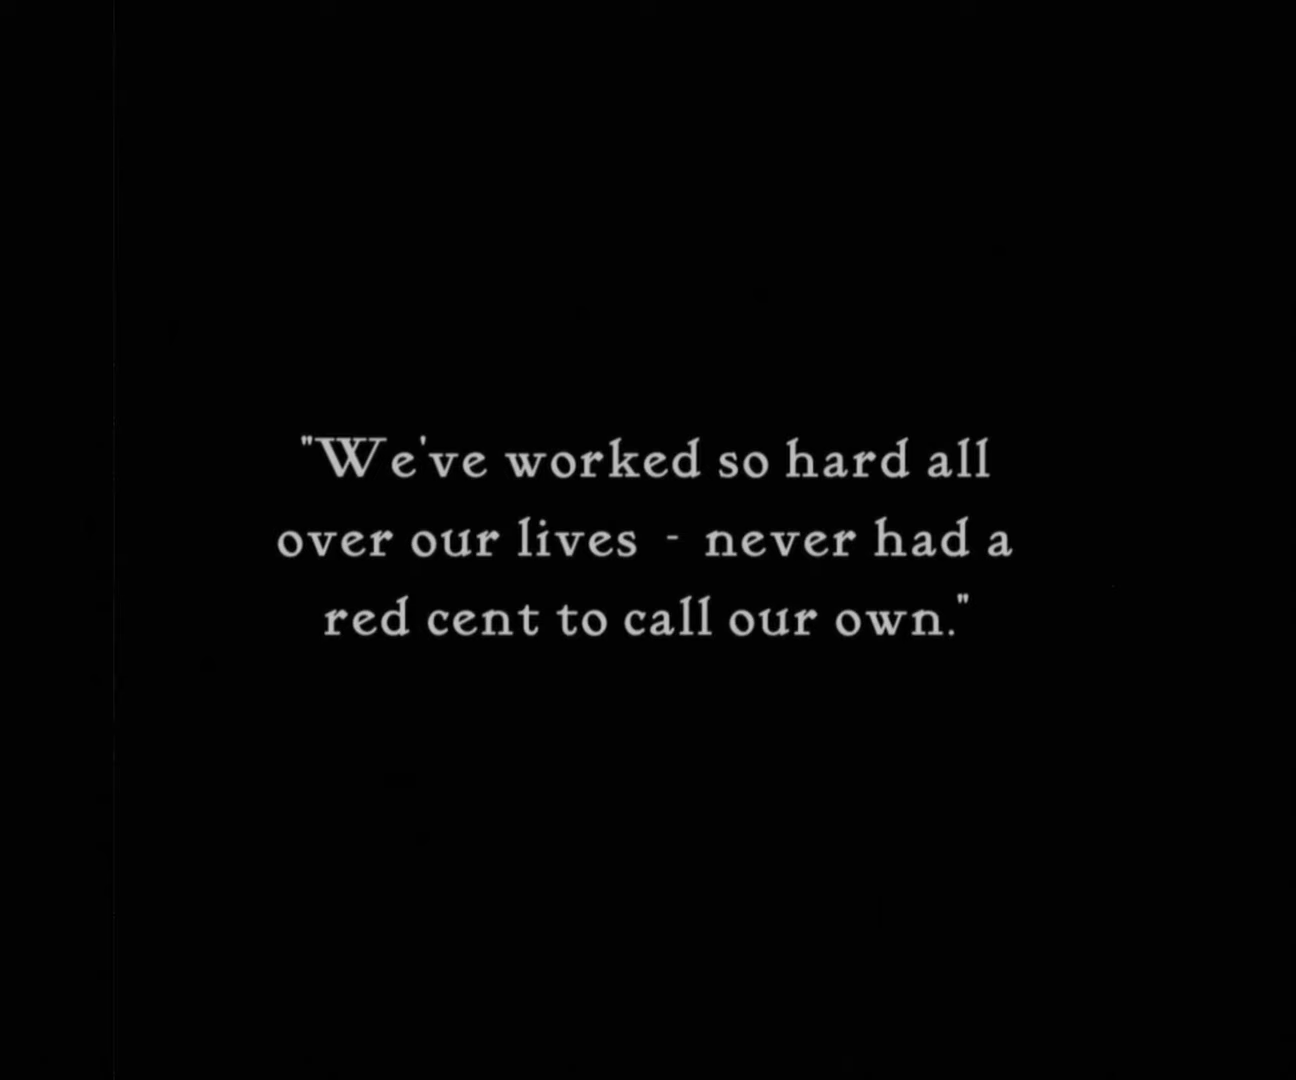 "We've worked so hard all
over our lives - never had a
red cent to call our own."